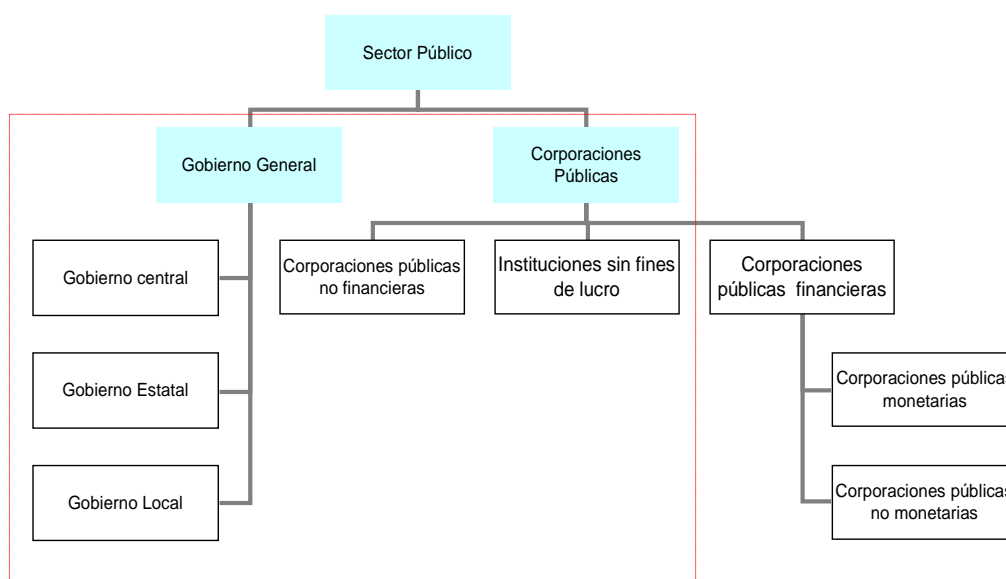 Sector Público
Gobierno General
Corporaciones
Públicas
Gobierno central
Corporaciones públicas
no financieras
Instituciones sin fines
de lucro
Corporaciones
públicas financieras
Gobierno Estatal
Corporaciones públicas
monetarias
Gobierno Local
Corporaciones públicas
no monetarias